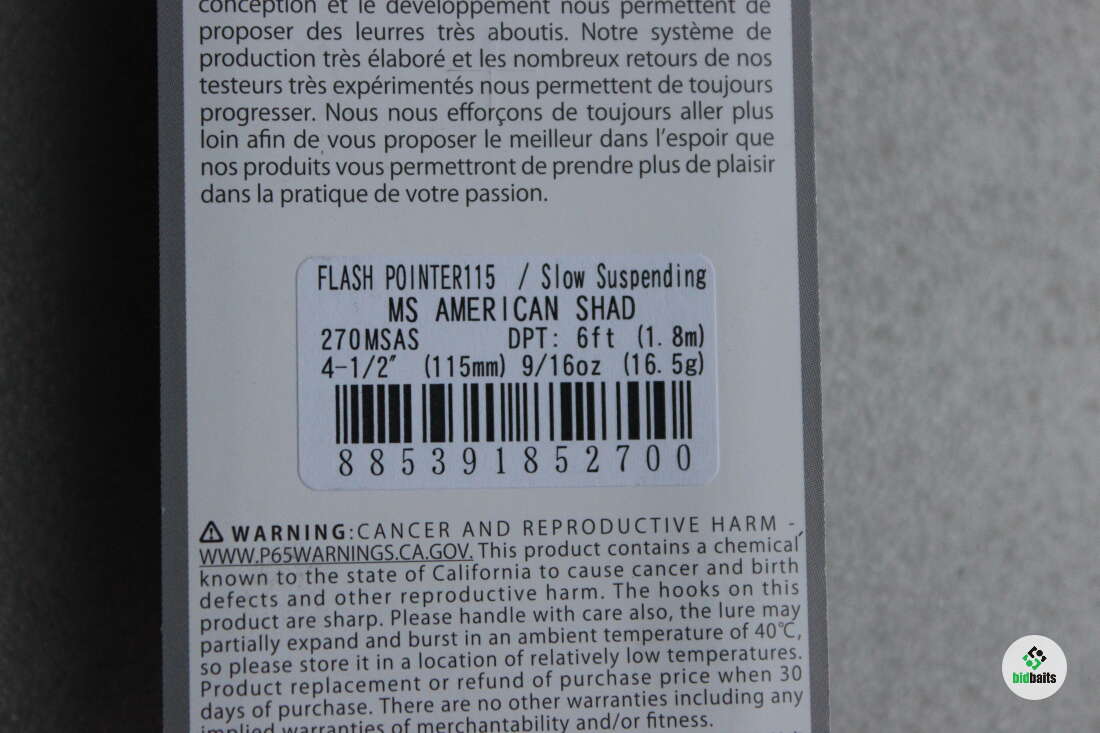 conception et le développement nous permettent de
proposer des leurres très aboutis. Notre système de
production très élaboré et les nombreux retours de nos
testeurs très expérimentés nous permettent de toujours
progresser. Nous nous efforçons de toujours aller plus
loin afin de vous proposer le meilleur dans l'espoir que
nos produits vous permettront de prendre plus de plaisir
dans la pratique de votre passion.
FLASH POINTER115 / Slow Suspending
MS AMERICAN SHAD
270MSAS DPT: 6ft (1.8m)
4-1/2" (115mm) 9/16oz (16.5g)
885391852700
⚠ WARNING:CANCER AND REPRODUCTIVE HARM -
WWW.P65WARNINGS.CA.GOV. This product contains a chemical
known to the state of California to cause cancer and birth
defects and other reproductive harm. The hooks on this
product are sharp. Please handle with care also, the lure may
partially expand and burst in an ambient temperature of 40℃,
so please store it in a location of relatively low temperatures.
Product replacement or refund of purchase price when 30
days of purchase. There are no other warranties including any
implied warranties of merchantability and/or fitness.
bidbaits